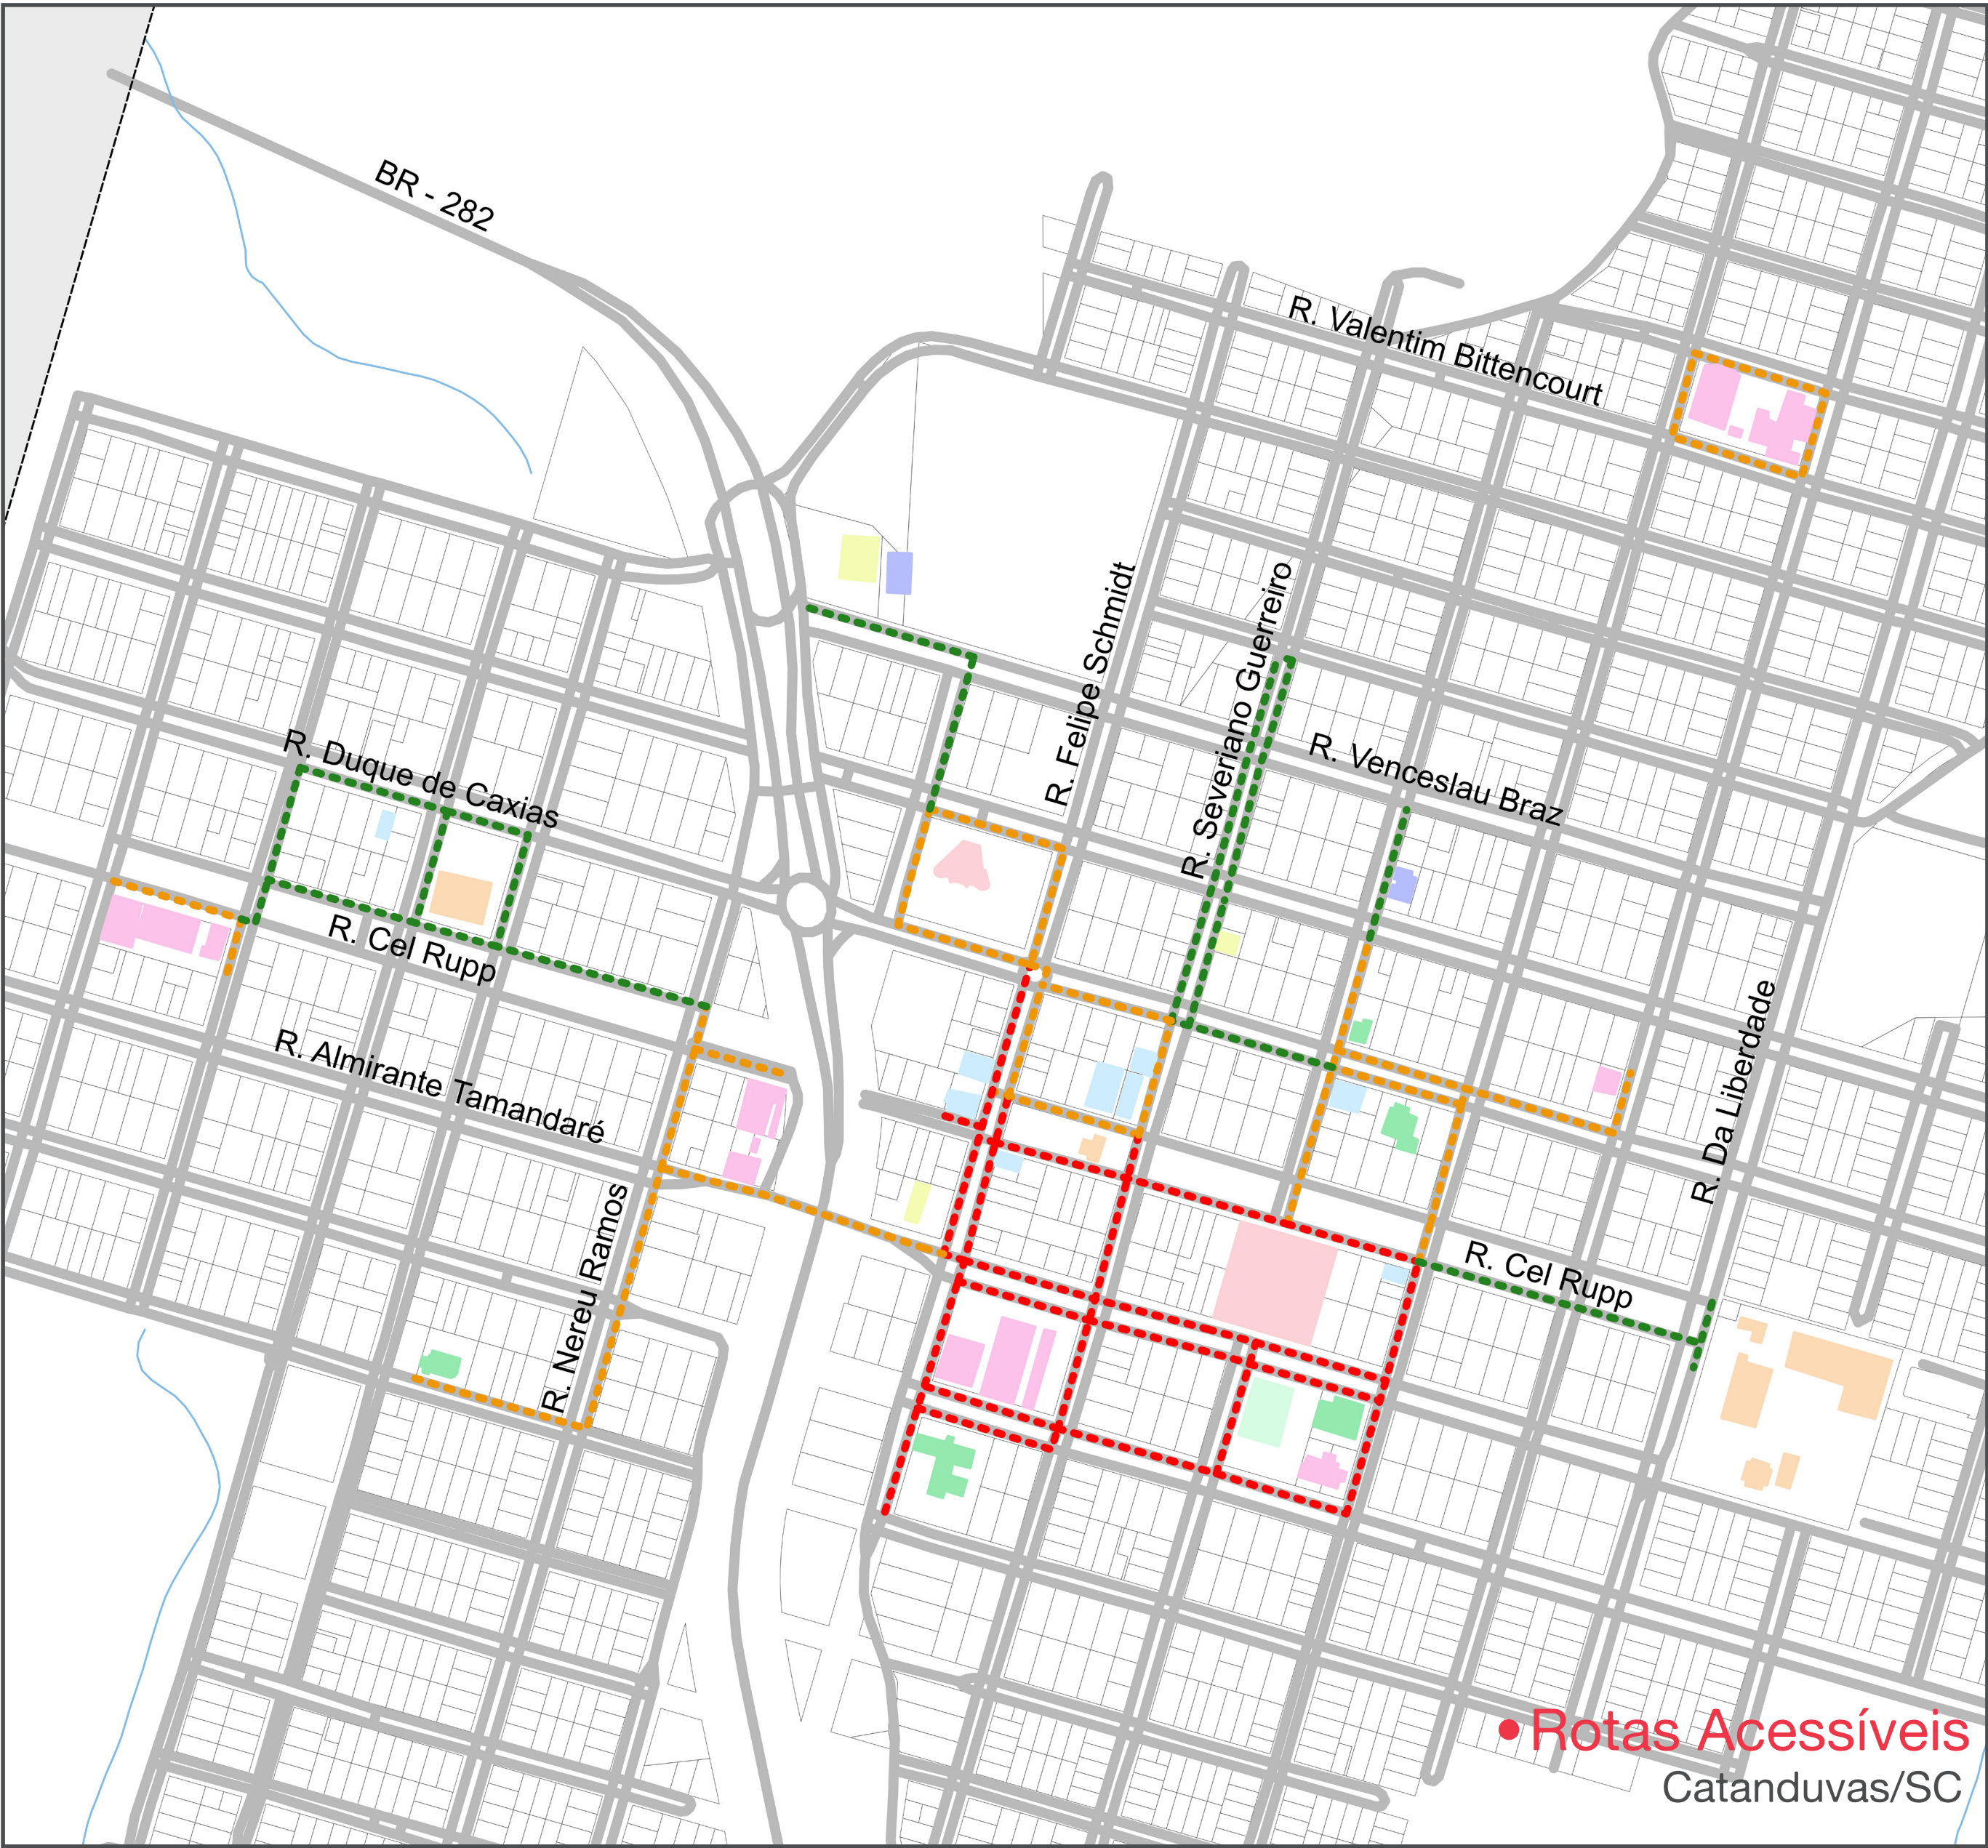 BR - 282
R. Valentim Bittencourt
R. Felipe Schmidt
R. Severiano Guerreiro
R. Venceslau Braz
R. Duque de Caxias
R. Cel Rupp
R. Da Liberdade
R. Almirante Tamandaré
R. Nereu Ramos
R. Cel Rupp
Rotas Acessíveis
Catanduvas/SC